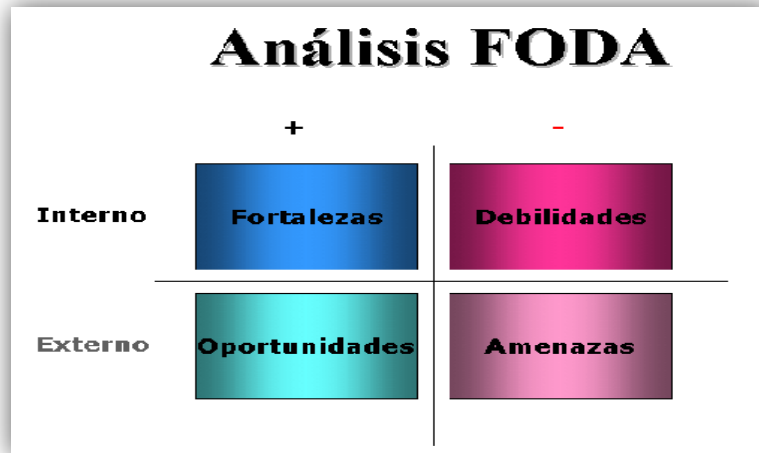 Análisis FODA
+ -
Interno Fortalezas Debilidades
Externo Oportunidades Amenazas